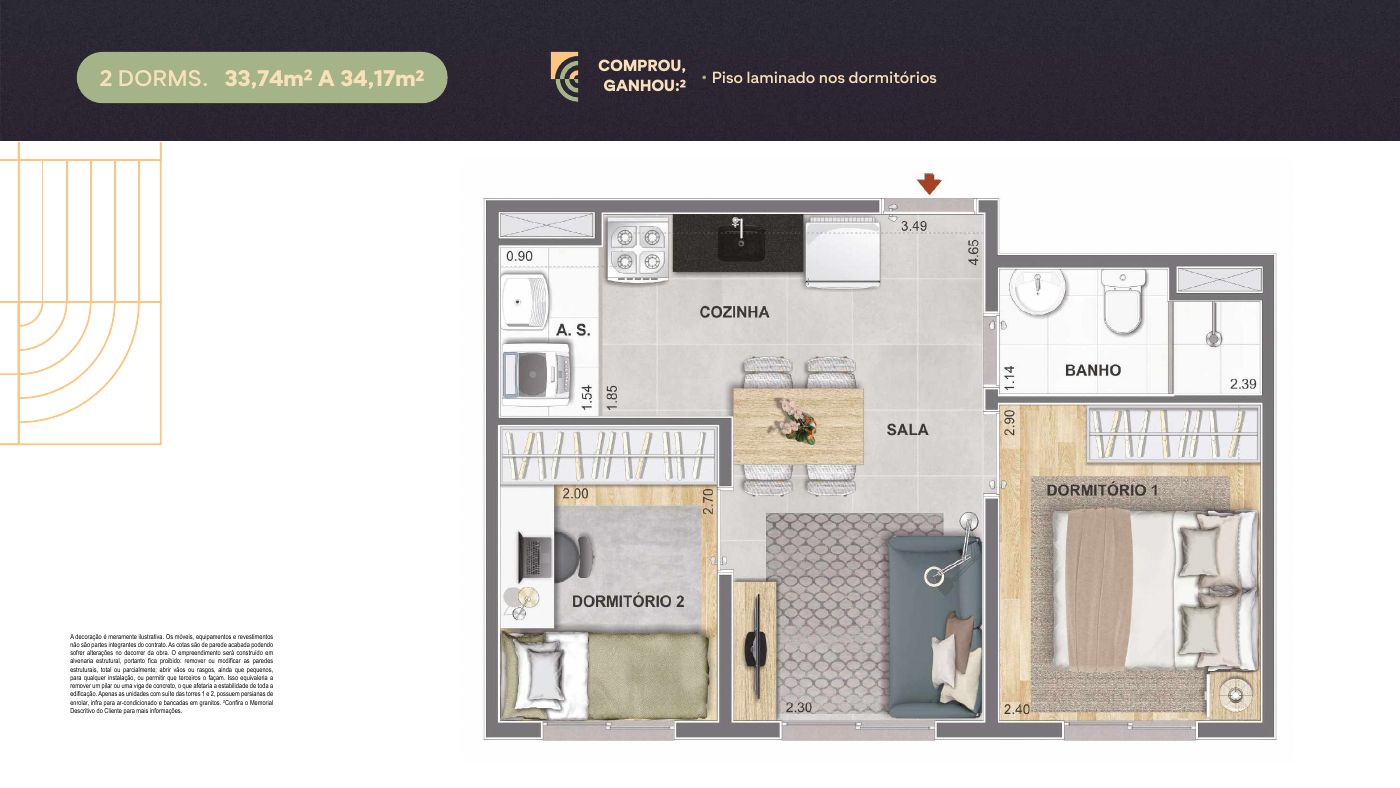 2 DORMS. 33,74m² A 34,17m²
COMPROU,
GANHOU:²
• Piso laminado nos dormitórios
3.49
4.65
0.90
COZINHA
A. S.
1.54
1.85
BANHO
1.14
2.39
SALA
2.90
DORMITÓRIO 1
2.00
2.70
DORMITÓRIO 2
2.30
2.40
A decoração é meramente ilustrativa. Os móveis, equipamentos e revestimentos
não são partes integrantes do contrato. As cotas são de parede acabada podendo
sofrer alterações no decorrer da obra. O empreendimento será construído em
alvenaria estrutural, portanto fica proibido: remover ou modificar as paredes
estruturais, total ou parcialmente; abrir vãos ou rasgos, ainda que pequenos,
para qualquer instalação, ou permitir que terceiros o façam. Isso equivaleria a
remover um pilar ou uma viga de concreto, o que afetaria a estabilidade de toda a
edificação. Apenas as unidades com suíte das torres 1 e 2, possuem persianas de
enrolar, infra para ar-condicionado e bancadas em granitos. ²Confira o Memorial
Descritivo do Cliente para mais informações.